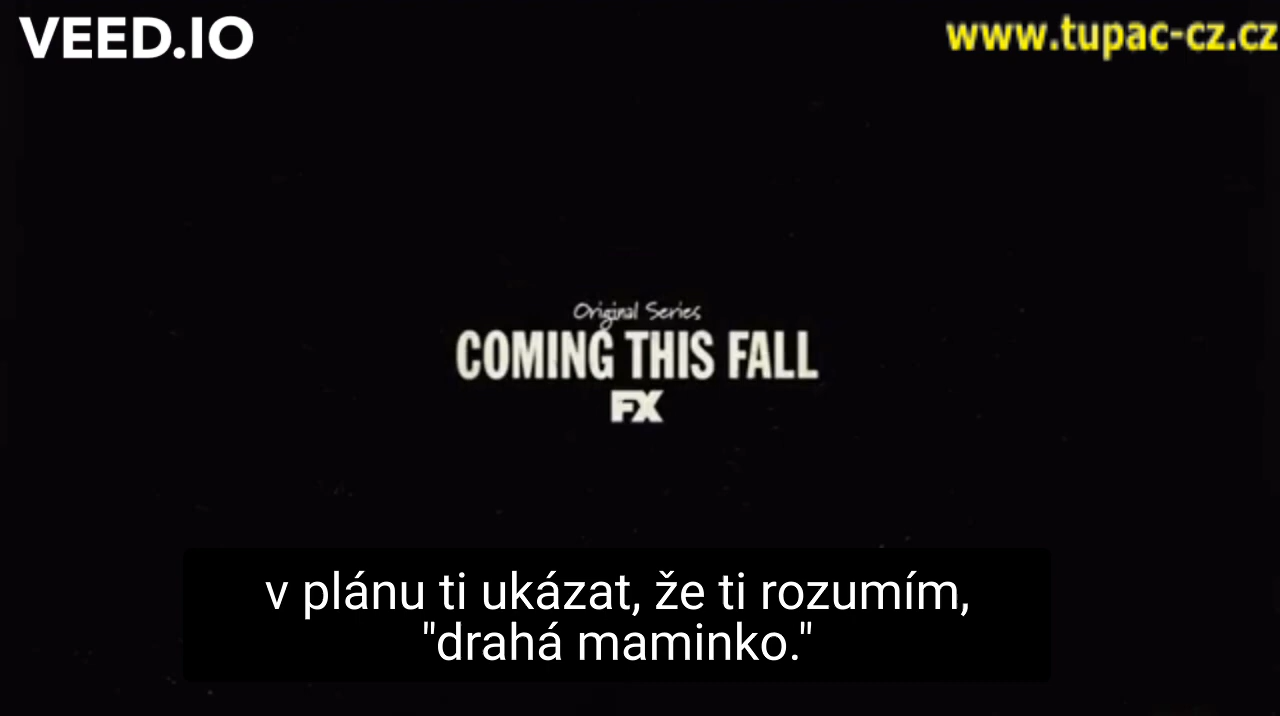 VEED.IO
www.tupac-cz.cz
Original Series
COMING THIS FALL
FX
v plánu ti ukázat, že ti rozumím,
"drahá maminko."